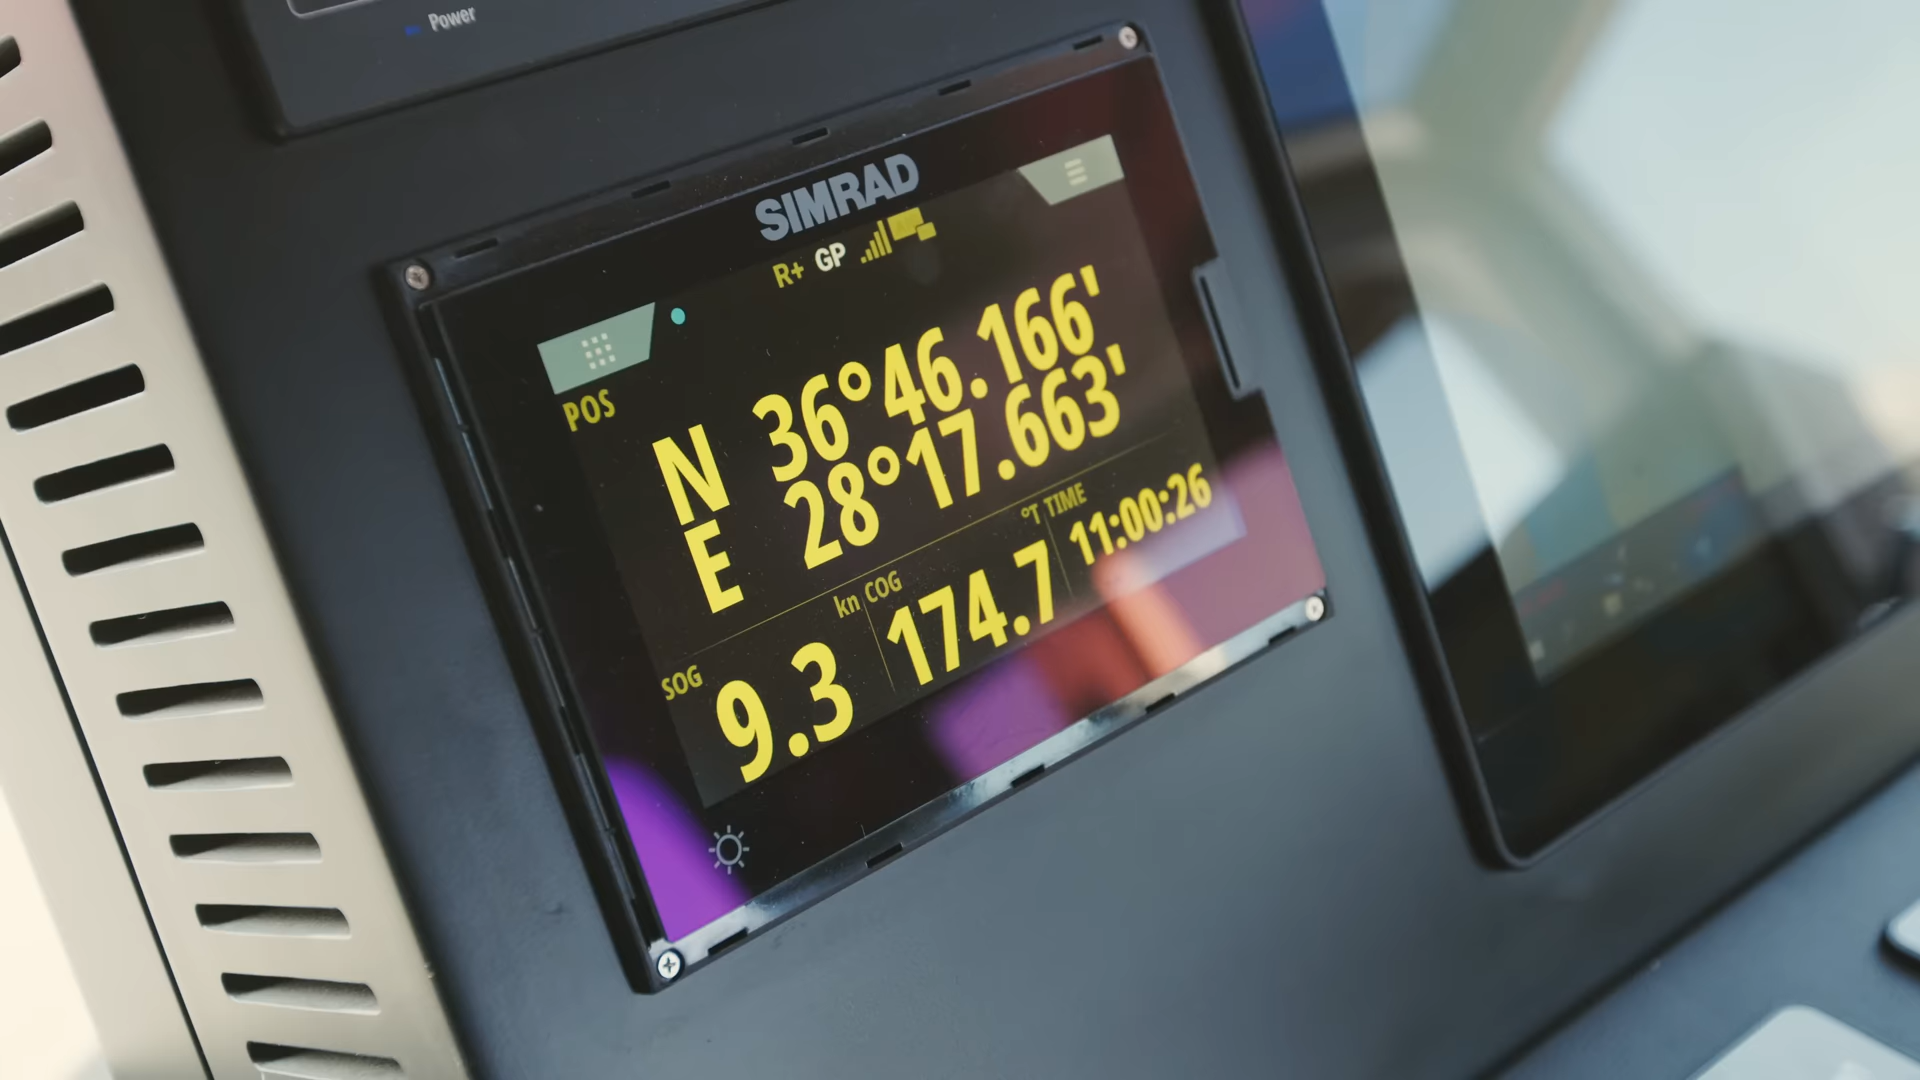 Power
SIMRAD
R+ GP
POS
N 36°46.166'
E 28°17.663'
SOG kn
9.3
COG °T
174.7
TIME
11:00:26